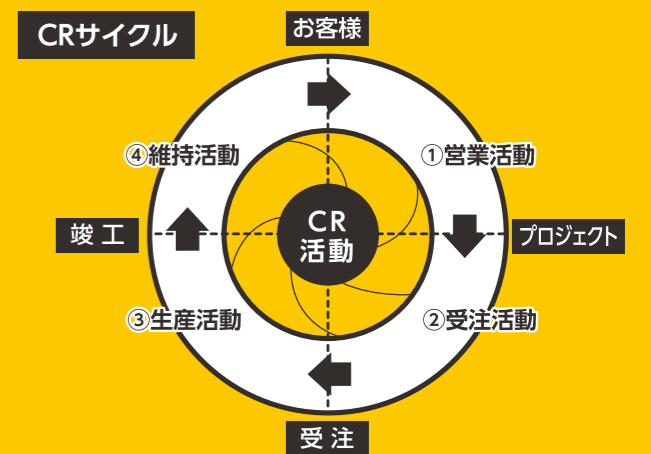 CRサイクル
お客様
④維持活動
①営業活動
CR
活動
竣工
プロジェクト
③生産活動
②受注活動
受注